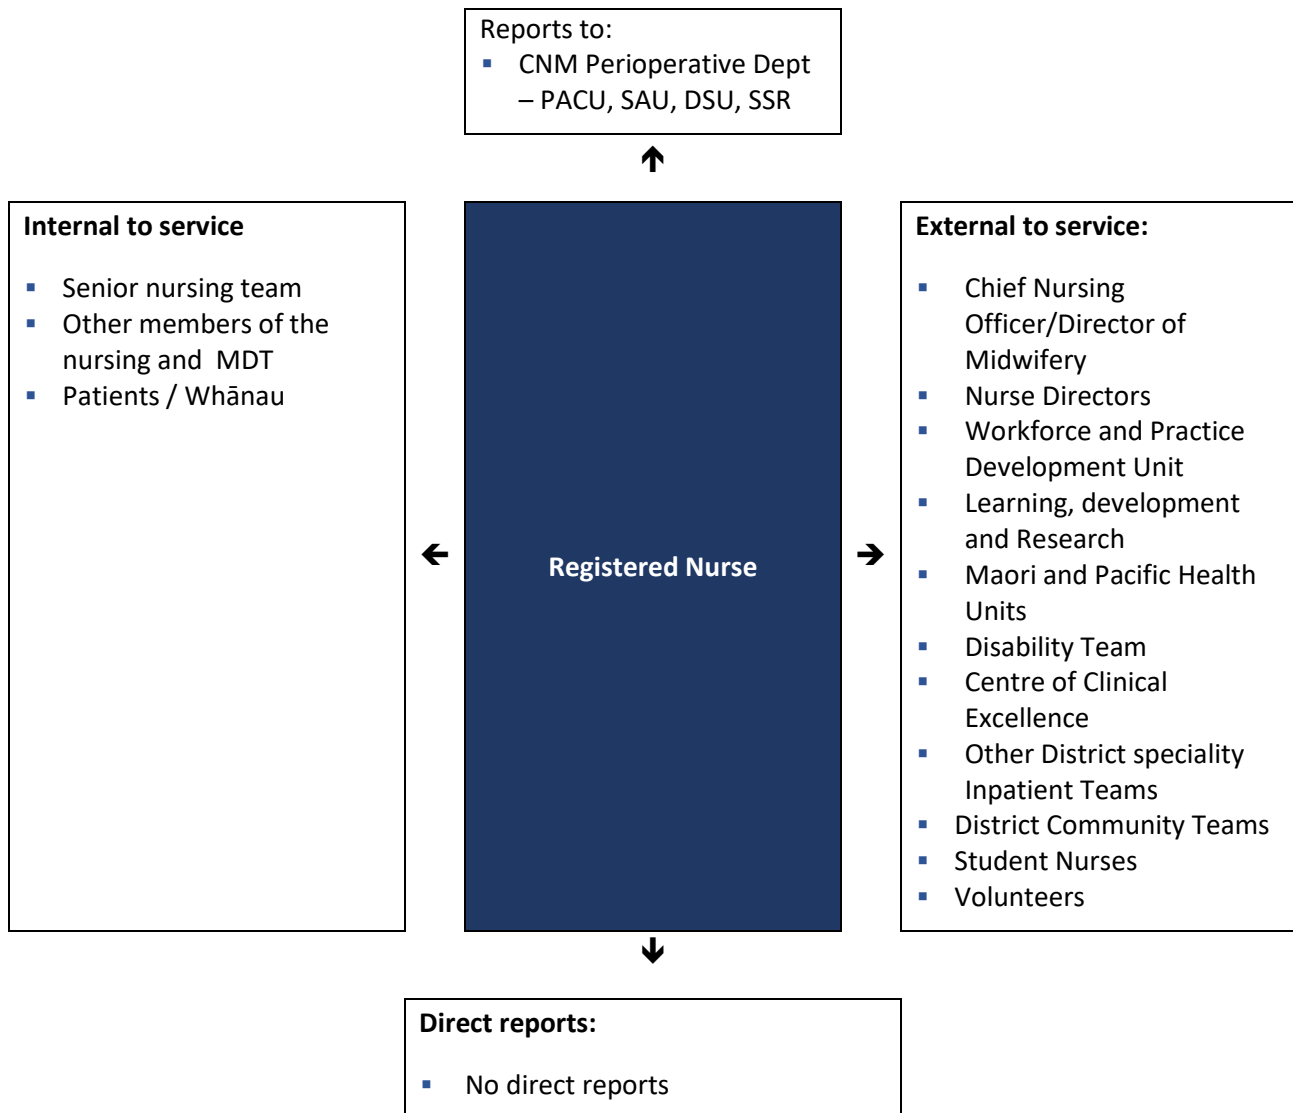 Reports to:
▪ CNM Perioperative Dept
– PACU, SAU, DSU, SSR
Internal to service
▪ Senior nursing team
▪ Other members of the
nursing and  MDT
▪ Patients / Whānau
Registered Nurse
External to service:
▪ Chief Nursing
Officer/Director of
Midwifery
▪ Nurse Directors
▪ Workforce and Practice
Development Unit
▪ Learning, development
and Research
▪ Maori and Pacific Health
Units
▪ Disability Team
▪ Centre of Clinical
Excellence
▪ Other District speciality
Inpatient Teams
▪ District Community Teams
▪ Student Nurses
▪ Volunteers
Direct reports:
▪ No direct reports